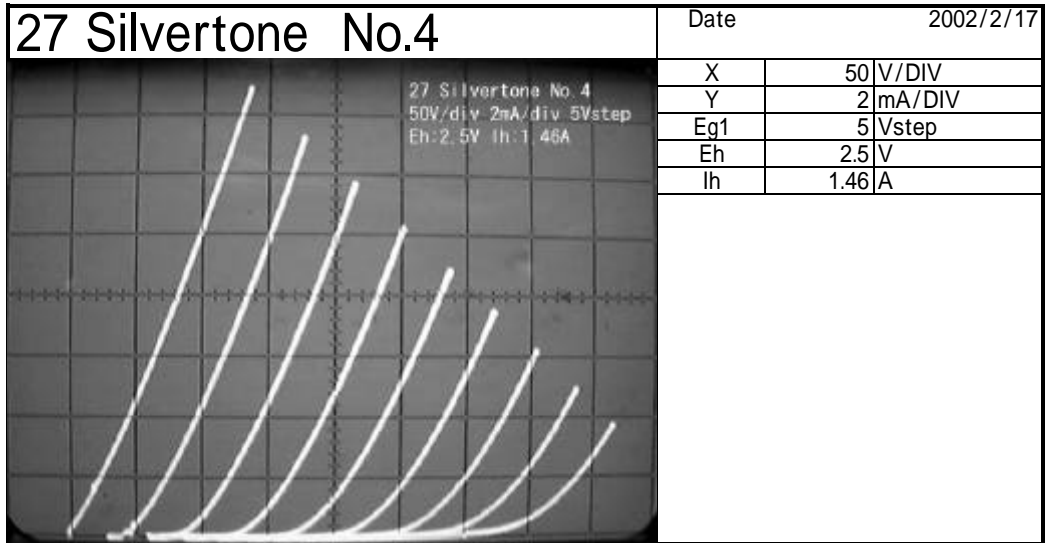 27 Silvertone No.4
Date 2002/2/17
27 Silvertone No.4
50V/div 2mA/div 5Vstep
Eh:2.5V Ih:1.46A
X 50 V/DIV
Y 2 mA/DIV
Eg1 5 Vstep
Eh 2.5 V
Ih 1.46 A